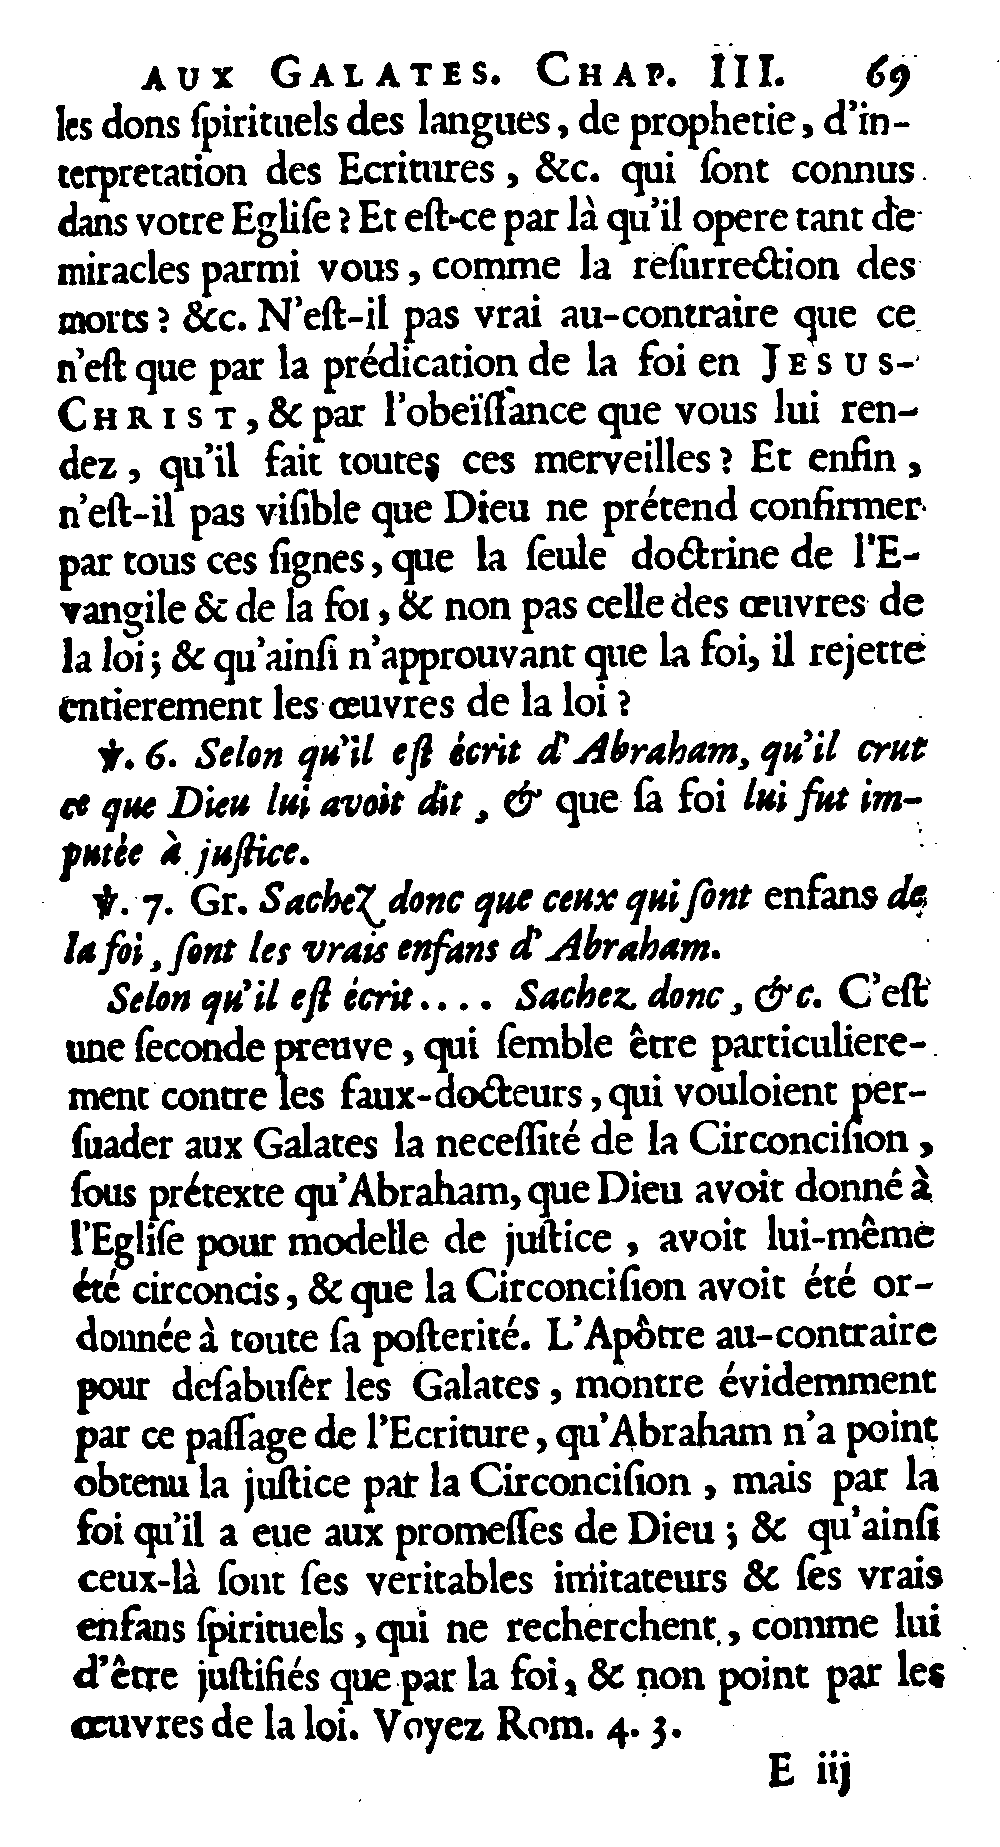 AUX GALATES. CHAP. III. 69
les dons ſpirituels des langues, de prophetie, d'in-
terpretation des Ecritures, &c. qui ſont connus
dans votre Egliſe? Et eſt-ce par là qu'il opere tant de
miracles parmi vous, comme la reſurrection des
morts? &c. N'eſt-il pas vrai au-contraire que ce
n'eſt que par la prédication de la foi en JESUS-
CHRIST, & par l'obeïſſance que vous lui ren-
dez, qu'il fait toutes ces merveilles? Et enfin,
n'eſt-il pas viſible que Dieu ne prétend confirmer
par tous ces ſignes, que la ſeule doctrine de l'E-
vangile & de la foi, & non pas celle des œuvres de
la loi; & qu'ainſi n'approuvant que la foi, il rejette
entierement les œuvres de la loi?
℣. 6. Selon qu'il eſt écrit d'Abraham, qu'il crut
ce que Dieu lui avoit dit, & que ſa foi lui fut im-
putée à juſtice.
℣. 7. Gr. Sachez donc que ceux qui ſont enfans de
la foi, ſont les vrais enfans d'Abraham.
Selon qu'il eſt écrit.... Sachez donc, &c. C'eſt
une ſeconde preuve, qui ſemble être particuliere-
ment contre les faux-docteurs, qui vouloient per-
ſuader aux Galates la neceſſité de la Circonciſion,
ſous prétexte qu'Abraham, que Dieu avoit donné à
l'Egliſe pour modelle de juſtice, avoit lui-même
été circoncis, & que la Circonciſion avoit été or-
donnée à toute ſa poſterité. L'Apôtre au-contraire
pour deſabuſer les Galates, montre évidemment
par ce paſſage de l'Ecriture, qu'Abraham n'a point
obtenu la juſtice par la Circonciſion, mais par la
foi qu'il a eue aux promeſſes de Dieu; & qu'ainſi
ceux-là ſont ſes veritables imitateurs & ſes vrais
enfans ſpirituels, qui ne recherchent, comme lui
d'être juſtifiés que par la foi, & non point par les
œuvres de la loi. Voyez Rom. 4. 3.
E iij